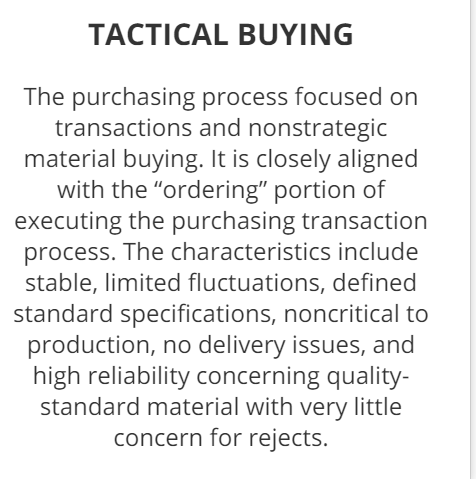 TACTICAL BUYING
The purchasing process focused on
transactions and nonstrategic
material buying. It is closely aligned
with the “ordering” portion of
executing the purchasing transaction
process. The characteristics include
stable, limited fluctuations, defined
standard specifications, noncritical to
production, no delivery issues, and
high reliability concerning quality-
standard material with very little
concern for rejects.